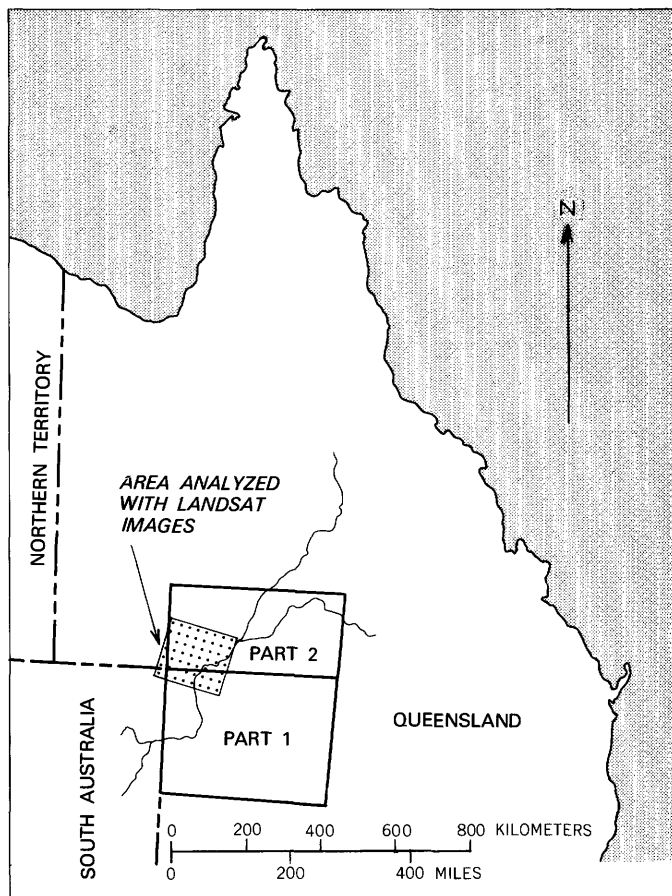 N
NORTHERN TERRITORY
AREA ANALYZED
WITH LANDSAT
IMAGES
PART 2
PART 1
QUEENSLAND
SOUTH AUSTRALIA
0 200 400 600 800 KILOMETERS
0 200 400 MILES